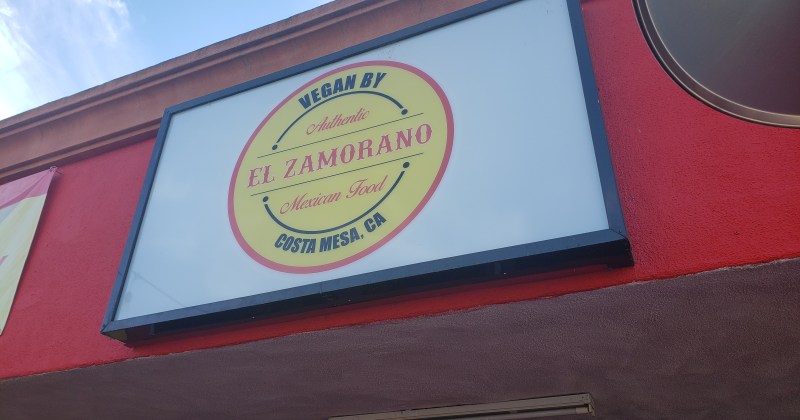 VEGAN BY
Authentic
EL ZAMORANO
Mexican Food
COSTA MESA, CA